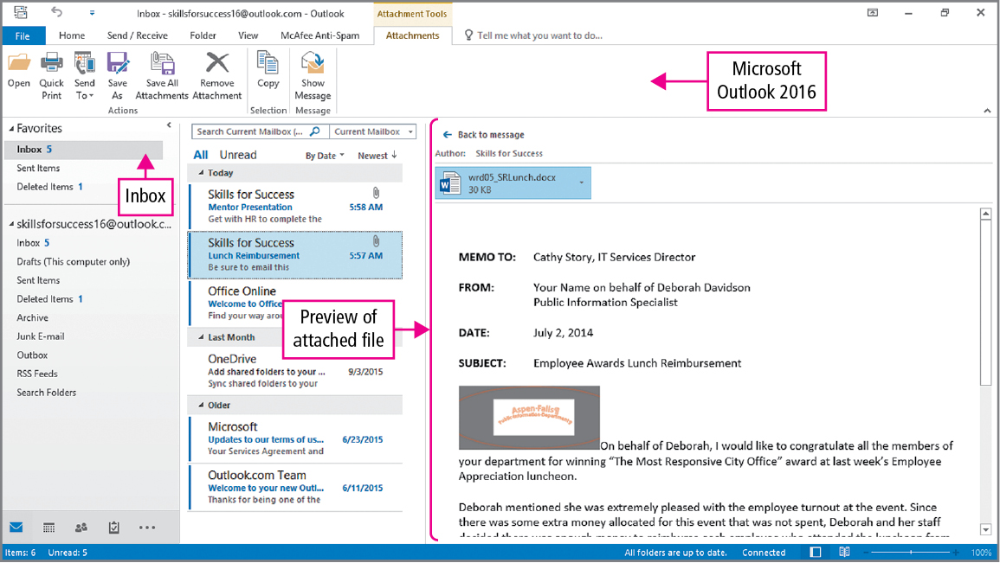 Inbox - skillsforsuccess16@outlook.com - Outlook
Attachment Tools
File Home Send / Receive Folder View McAfee Anti-Spam Attachments Tell me what you want to do...
Open
Quick Print
Send To
Save As
Save All Attachments
Remove Attachment
Copy
Show Message
Actions
Selection
Message
Microsoft
Outlook 2016
Favorites
Inbox 5
Sent Items
Deleted Items 1
Inbox
skillsforsuccess16@outlook.c...
Inbox 5
Drafts (This computer only)
Sent Items
Deleted Items 1
Archive
Junk E-mail
Outbox
RSS Feeds
Search Folders
Search Current Mailbox (... Current Mailbox
All Unread By Date Newest ↓
Today
Skills for Success
Mentor Presentation 5:58 AM
Get with HR to complete the
Skills for Success
Lunch Reimbursement 5:57 AM
Be sure to email this
Office Online
Welcome to Office
Find your way arou
Preview of
attached file
Last Month
OneDrive
Add shared folders to your ... 9/3/2015
Sync shared folders to your
Older
Microsoft
Updates to our terms of us... 6/23/2015
Your Services Agreement and
Outlook.com Team
Welcome to your new Outl... 6/11/2015
Thanks for being one of the
Back to message
Author: Skills for Success
wrd05_SRLunch.docx
30 KB
MEMO TO: Cathy Story, IT Services Director
FROM: Your Name on behalf of Deborah Davidson
Public Information Specialist
DATE: July 2, 2014
SUBJECT: Employee Awards Lunch Reimbursement
Aspen-Falls
Public Information Department
On behalf of Deborah, I would like to congratulate all the members of
your department for winning “The Most Responsive City Office” award at last week’s Employee
Appreciation luncheon.
Deborah mentioned she was extremely pleased with the employee turnout at the event. Since
there was some extra money allocated for this event that was not spent, Deborah and her staff
Items: 6 Unread: 5 All folders are up to date. Connected 100%